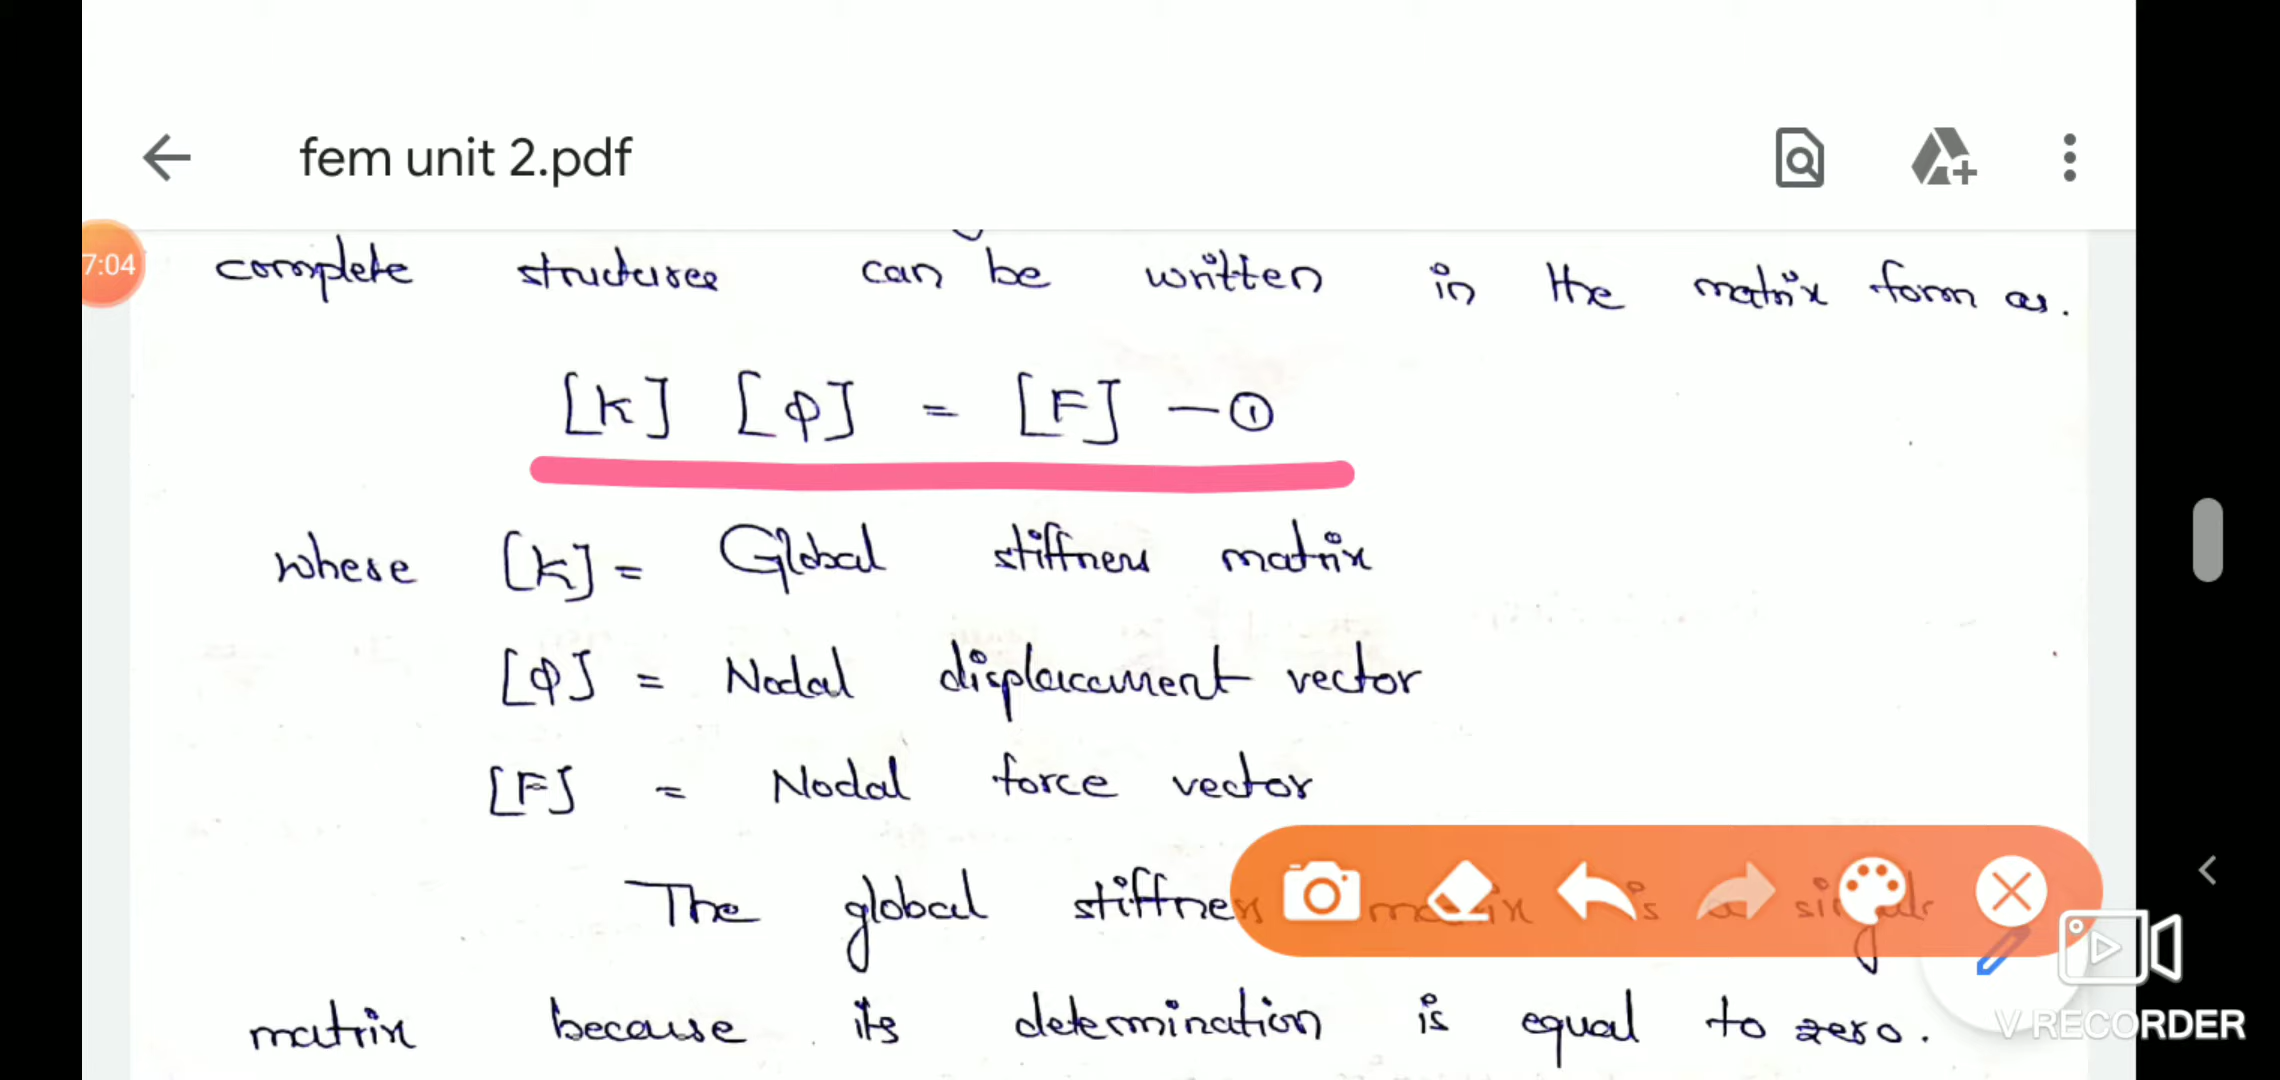 fem unit 2.pdf
7:04
complete structures can be written in the matrix form as.
[K] [φ] = [F] — ①
where [K] = Global stiffness matrix
[φ] = Nodal displacement vector
[F] = Nodal force vector
The global stiffness matrix is a
matrix because its determination is equal to zero.
V RECORDER